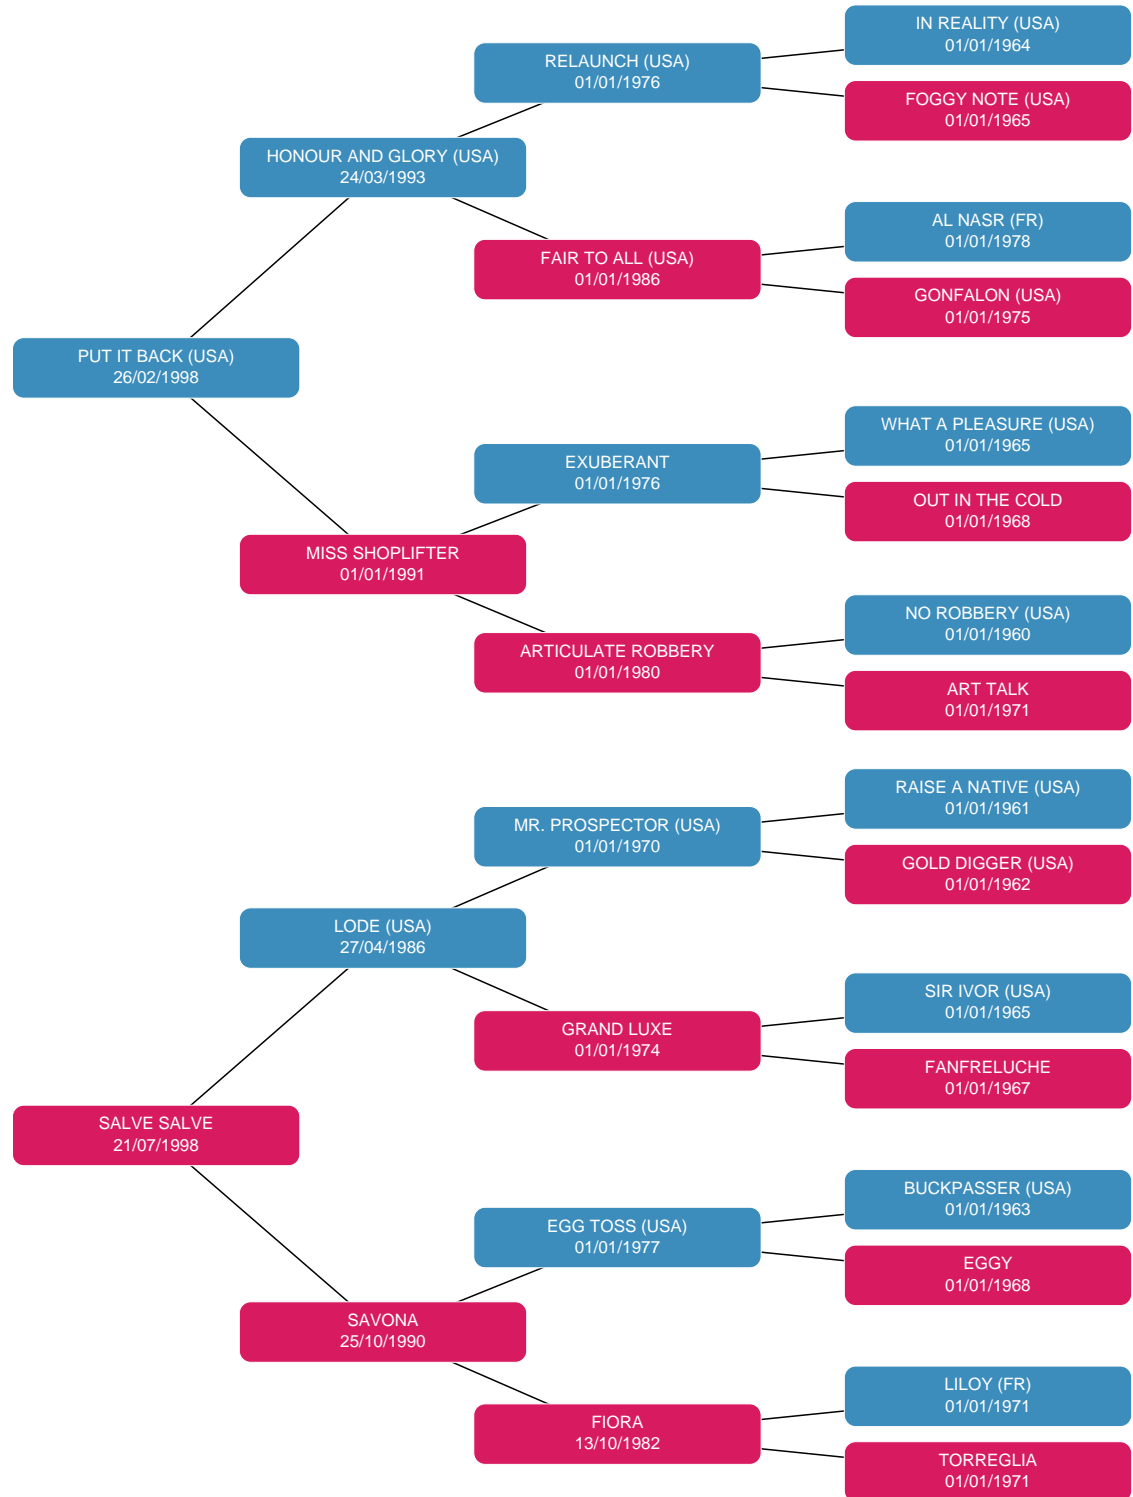 IN REALITY (USA)
01/01/1964
RELAUNCH (USA)
01/01/1976
FOGGY NOTE (USA)
01/01/1965
HONOUR AND GLORY (USA)
24/03/1993
AL NASR (FR)
01/01/1978
FAIR TO ALL (USA)
01/01/1986
GONFALON (USA)
01/01/1975
PUT IT BACK (USA)
26/02/1998
WHAT A PLEASURE (USA)
01/01/1965
EXUBERANT
01/01/1976
OUT IN THE COLD
01/01/1968
MISS SHOPLIFTER
01/01/1991
NO ROBBERY (USA)
01/01/1960
ARTICULATE ROBBERY
01/01/1980
ART TALK
01/01/1971
RAISE A NATIVE (USA)
01/01/1961
MR. PROSPECTOR (USA)
01/01/1970
GOLD DIGGER (USA)
01/01/1962
LODE (USA)
27/04/1986
SIR IVOR (USA)
01/01/1965
GRAND LUXE
01/01/1974
FANFRELUCHE
01/01/1967
SALVE SALVE
21/07/1998
BUCKPASSER (USA)
01/01/1963
EGG TOSS (USA)
01/01/1977
EGGY
01/01/1968
SAVONA
25/10/1990
LILOY (FR)
01/01/1971
FIORA
13/10/1982
TORREGLIA
01/01/1971